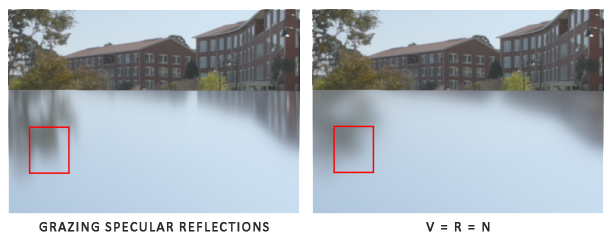 GRAZING SPECULAR REFLECTIONS
V = R = N